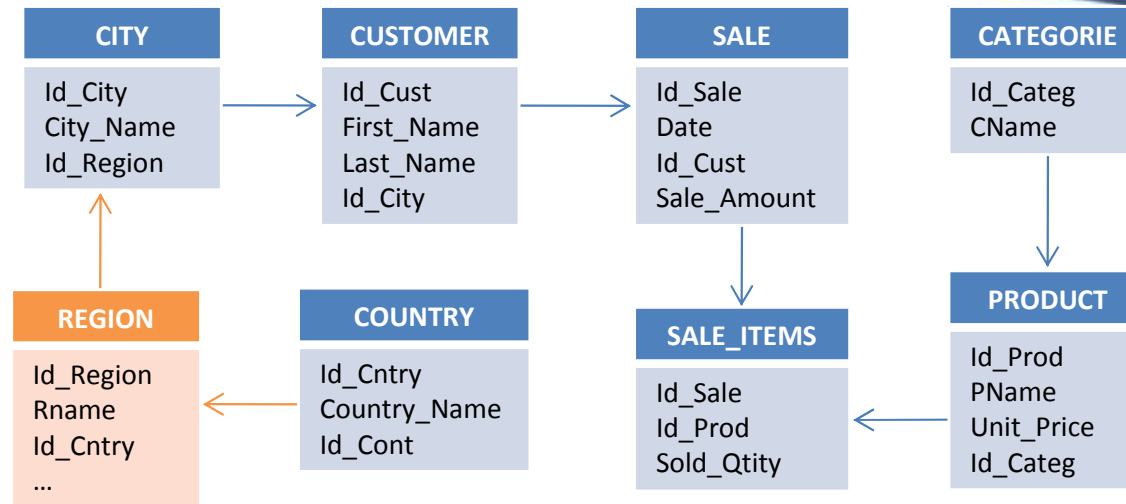 CITY
Id_City
City_Name
Id_Region
CUSTOMER
Id_Cust
First_Name
Last_Name
Id_City
SALE
Id_Sale
Date
Id_Cust
Sale_Amount
CATEGORIE
Id_Categ
CName
REGION
Id_Region
Rname
Id_Cntry
...
COUNTRY
Id_Cntry
Country_Name
Id_Cont
SALE_ITEMS
Id_Sale
Id_Prod
Sold_Qtity
PRODUCT
Id_Prod
PName
Unit_Price
Id_Categ